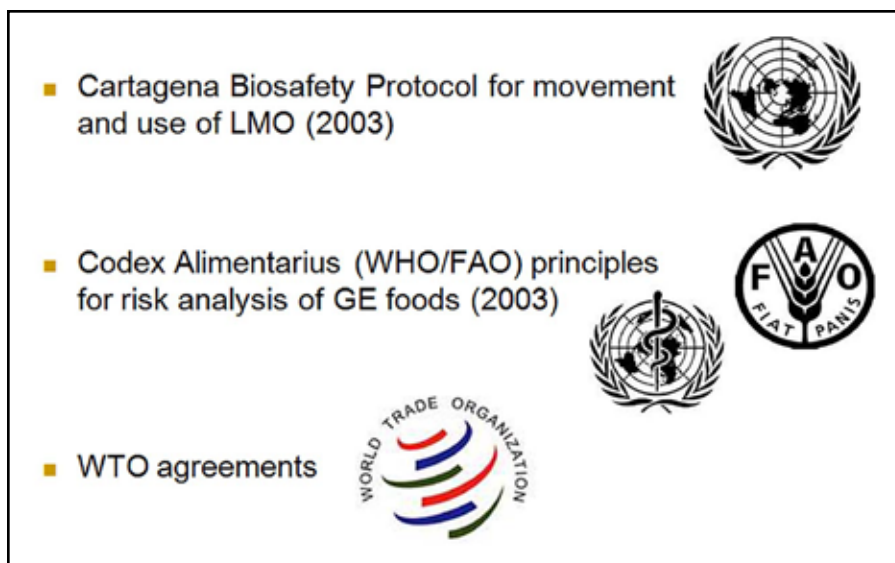 Cartagena Biosafety Protocol for movement
and use of LMO (2003)
Codex Alimentarius (WHO/FAO) principles
for risk analysis of GE foods (2003)
F A O
FIAT PANIS
WTO agreements
WORLD TRADE ORGANIZATION